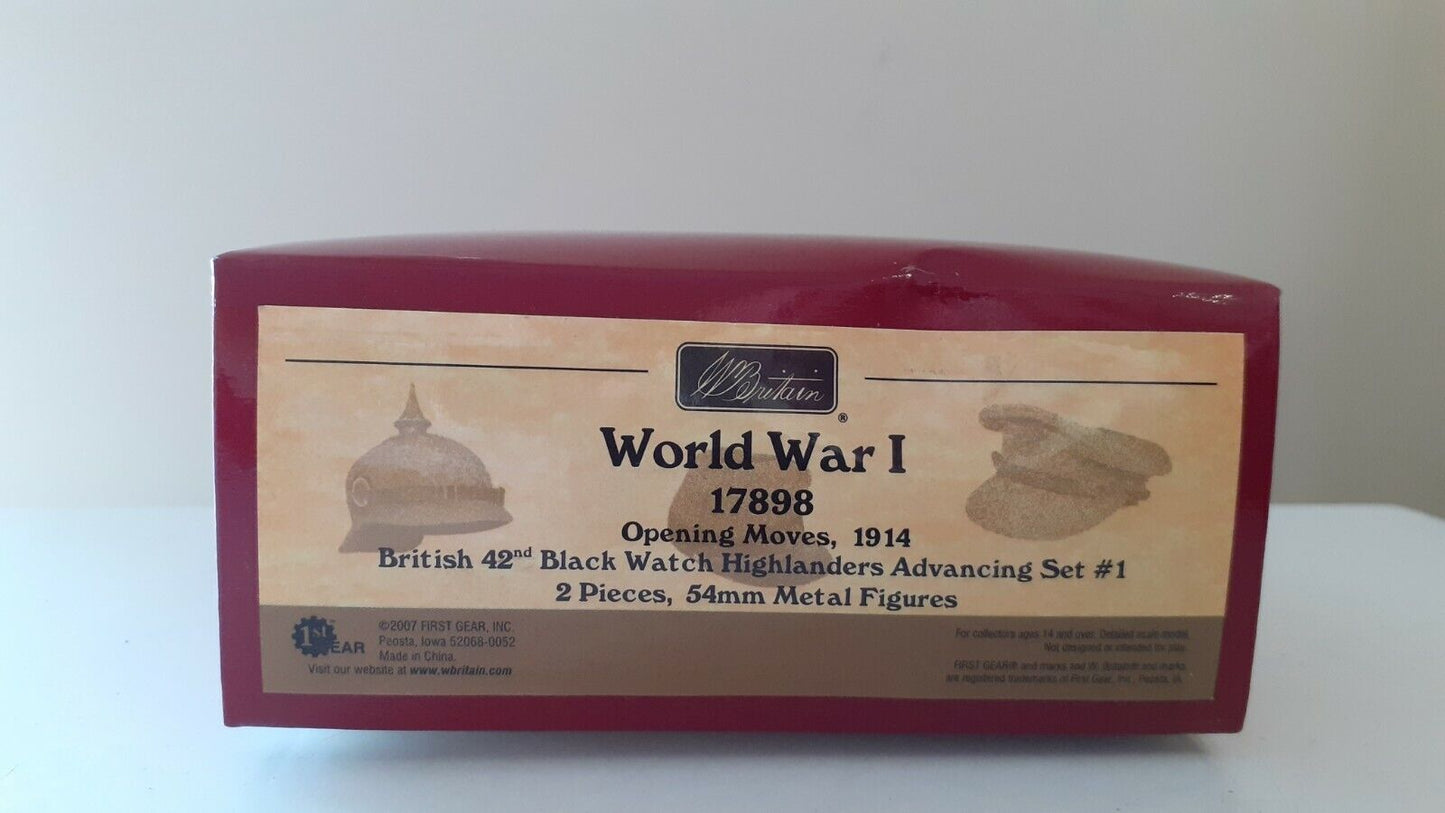 W Britain
®
World War I
17898
Opening Moves, 1914
British 42nd Black Watch Highlanders Advancing Set #1
2 Pieces, 54mm Metal Figures
1st GEAR
©2007 FIRST GEAR, INC.
Peosta, Iowa 52068-0052
Made in China.
Visit our website at www.wbritain.com
For collectors ages 14 and over. Detailed scale model.
Not designed or intended for play.
FIRST GEAR® and marks and W. Britain® and marks
are registered trademarks of First Gear, Inc., Peosta, IA.